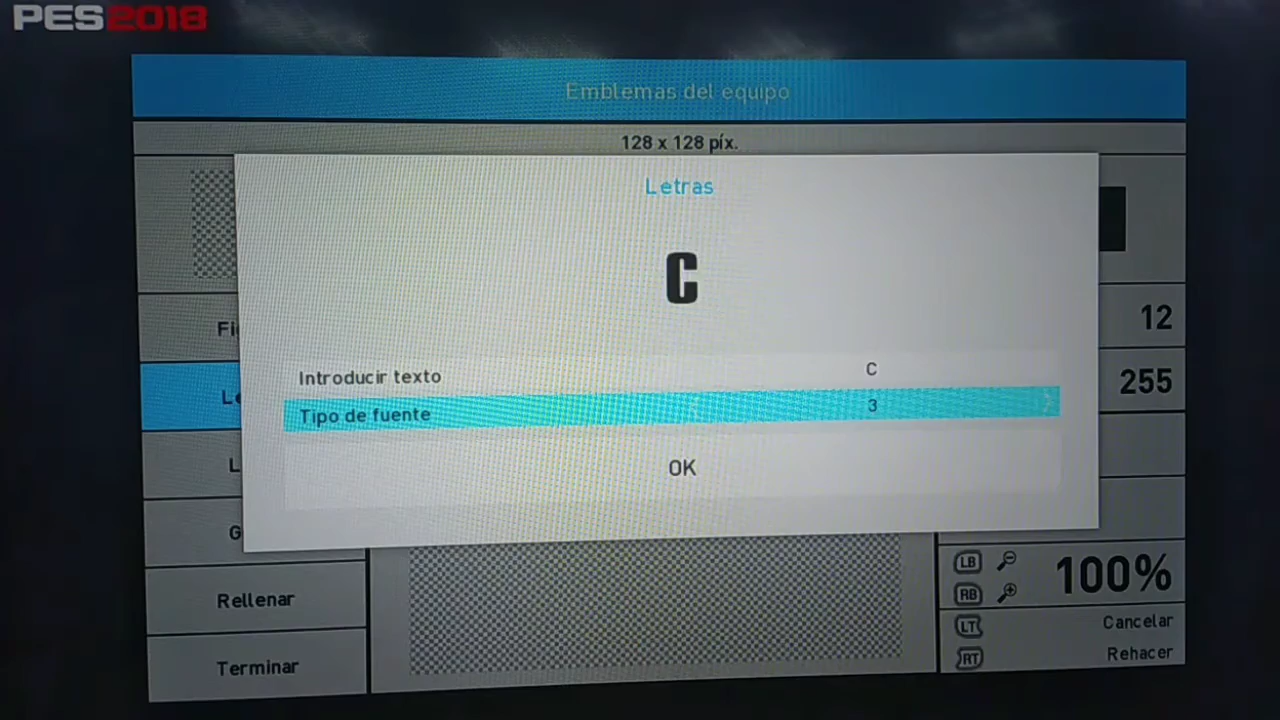 PES2018
Emblemas del equipo
128 x 128 píx.
Letras
C
Introducir texto C
Tipo de fuente 3
OK
12
255
Rellenar
Terminar
LB
RB
100%
LT Cancelar
RT Rehacer